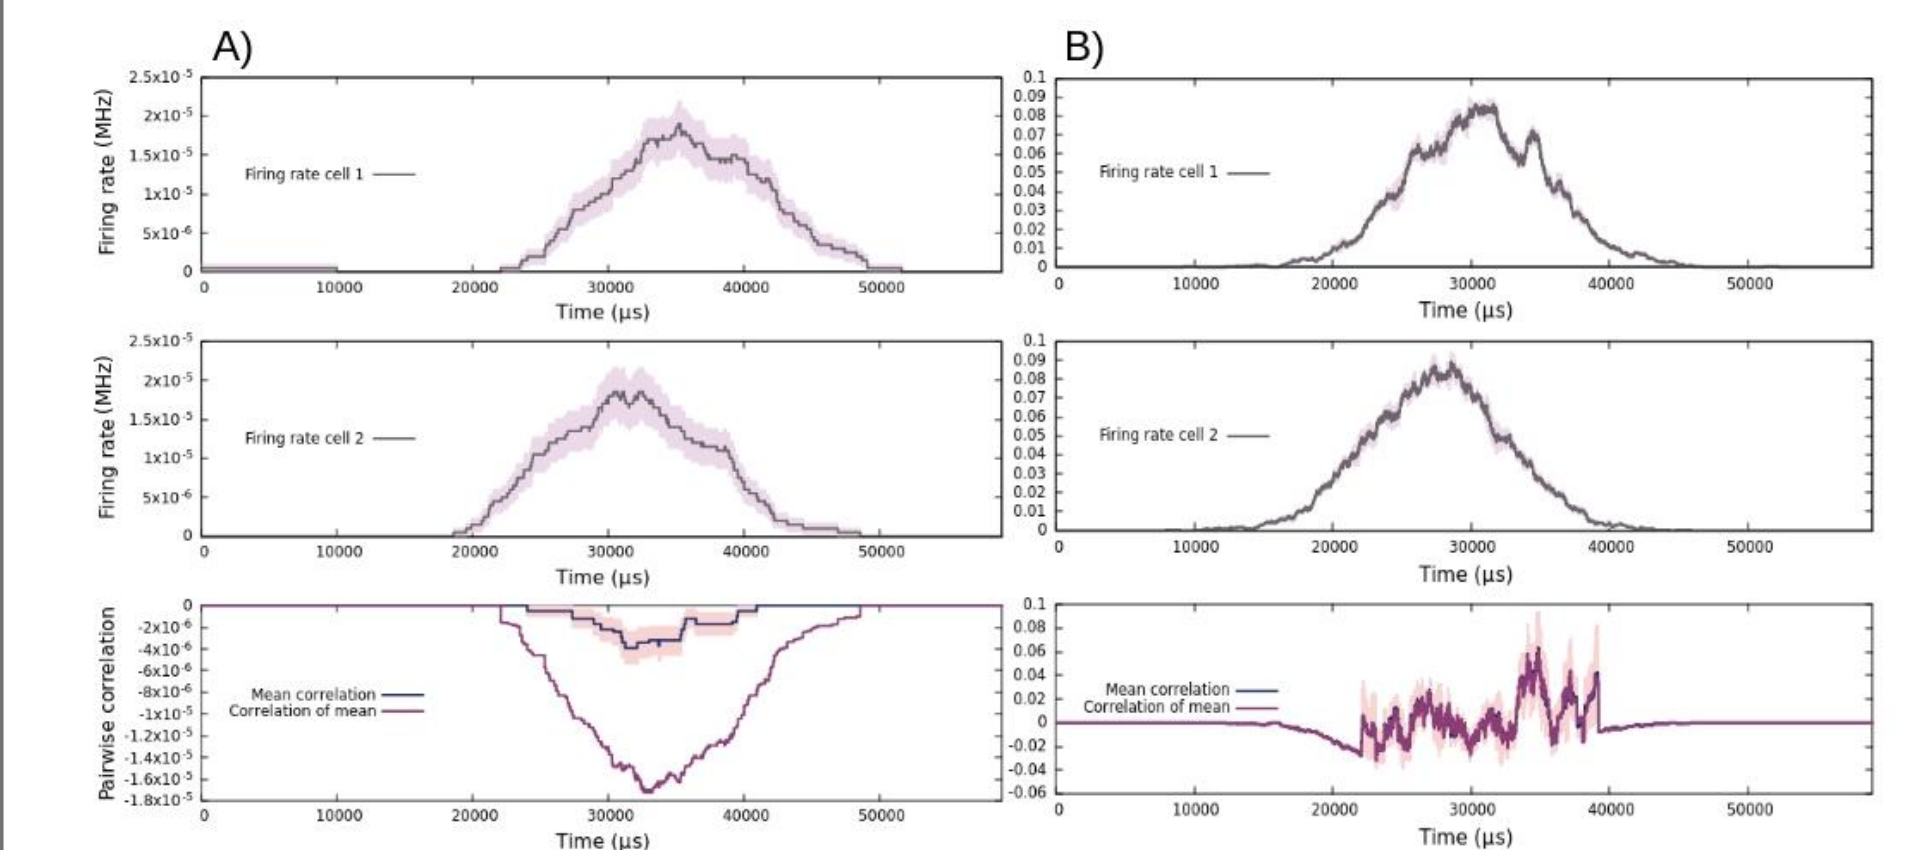 A)
B)
Firing rate (MHz)
2.5x10-5
2x10-5
1.5x10-5
1x10-5
5x10-6
0
Firing rate cell 1
0 10000 20000 30000 40000 50000
Time (μs)
0.1
0.09
0.08
0.07
0.06
0.05
0.04
0.03
0.02
0.01
0
Firing rate cell 1
0 10000 20000 30000 40000 50000
Time (μs)
Firing rate (MHz)
2.5x10-5
2x10-5
1.5x10-5
1x10-5
5x10-6
0
Firing rate cell 2
0 10000 20000 30000 40000 50000
Time (μs)
0.1
0.09
0.08
0.07
0.06
0.05
0.04
0.03
0.02
0.01
0
Firing rate cell 2
0 10000 20000 30000 40000 50000
Time (μs)
Pairwise correlation
0
-2x10-6
-4x10-6
-6x10-6
-8x10-6
-1x10-5
-1.2x10-5
-1.4x10-5
-1.6x10-5
-1.8x10-5
Mean correlation
Correlation of mean
0 10000 20000 30000 40000 50000
Time (μs)
0.1
0.08
0.06
0.04
0.02
0
-0.02
-0.04
-0.06
Mean correlation
Correlation of mean
0 10000 20000 30000 40000 50000
Time (μs)